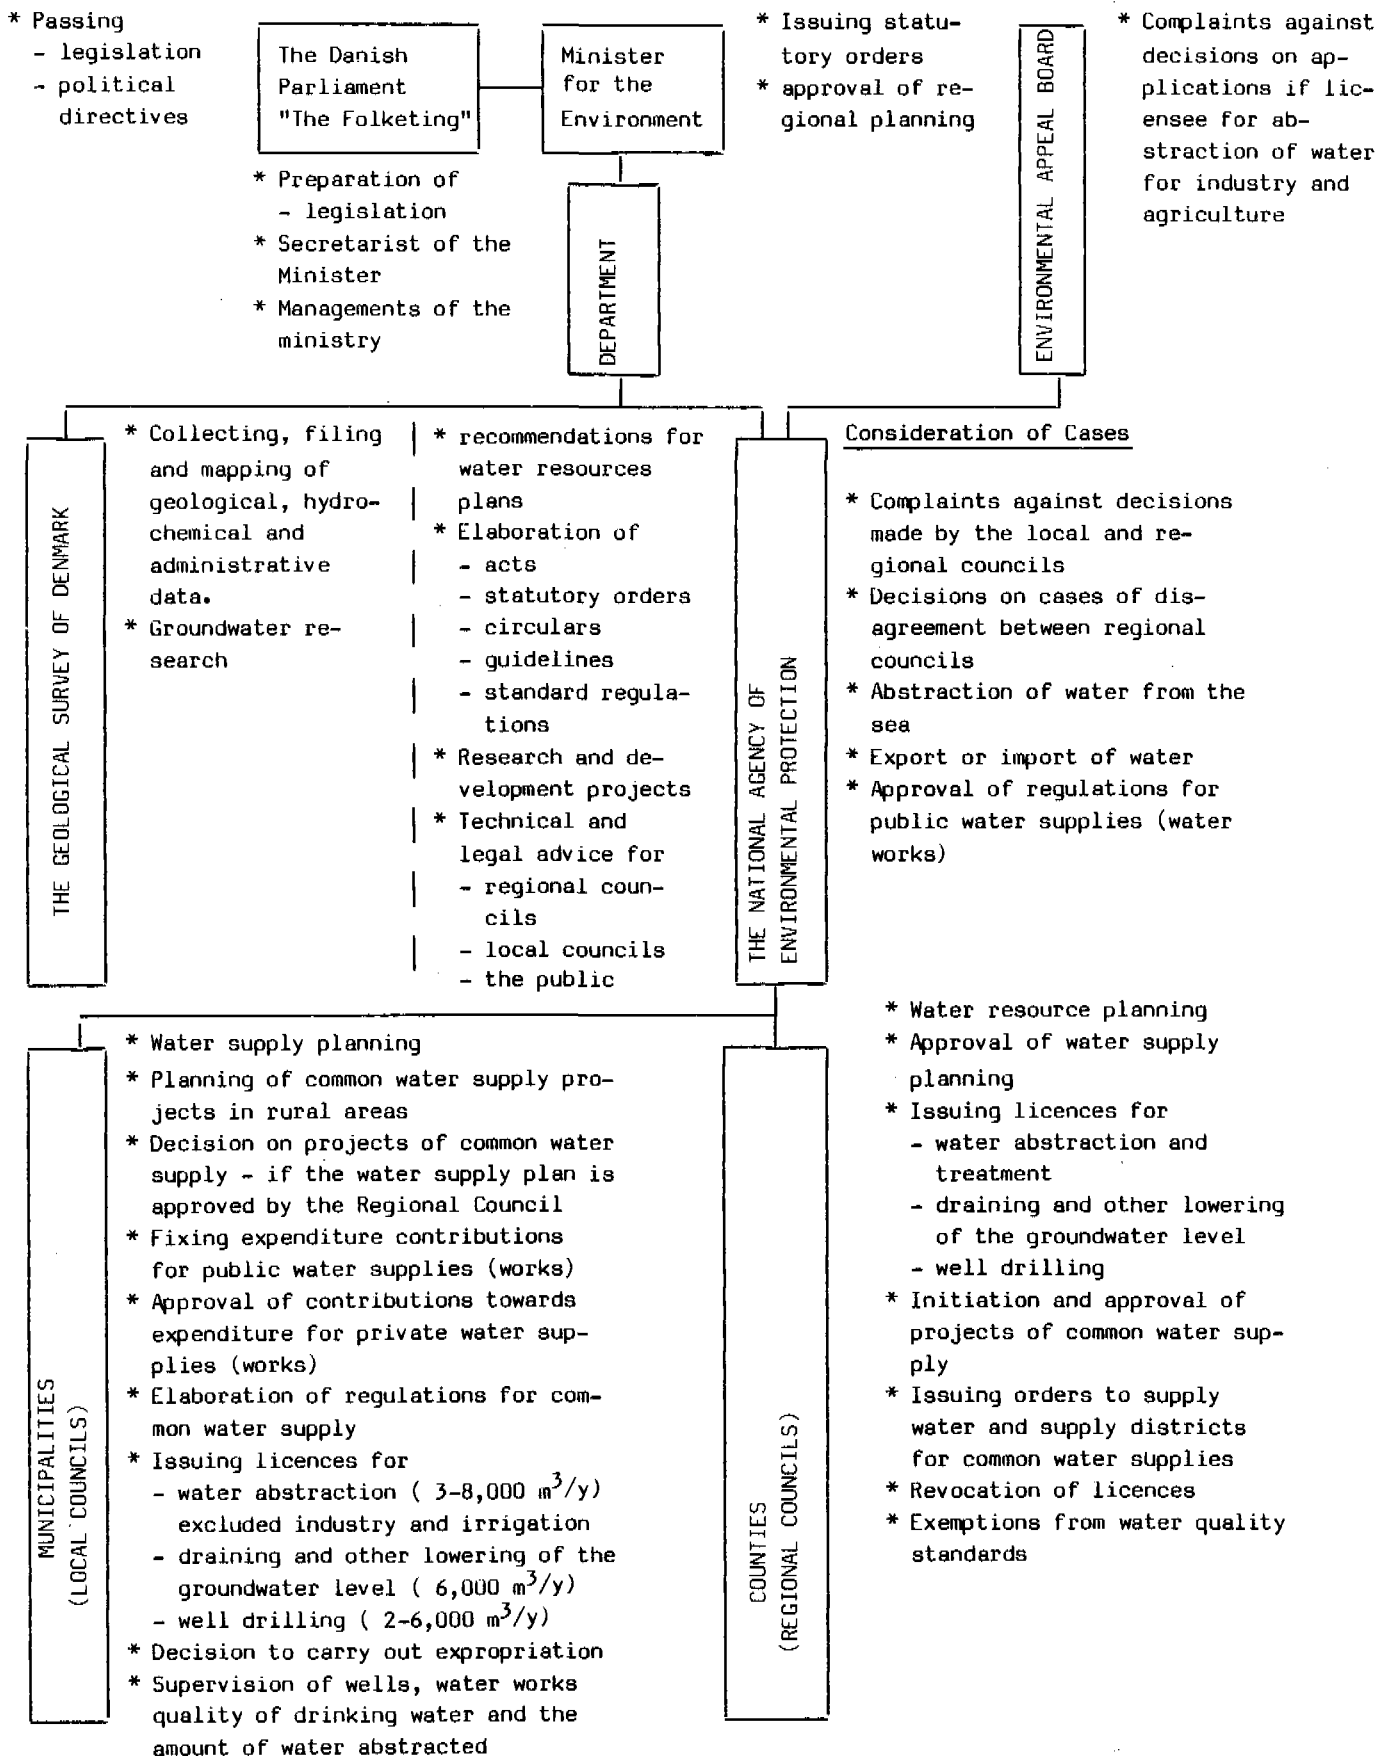 * Passing
- legislation
- political
directives
The Danish
Parliament
"The Folketing"
Minister
for the
Environment
* Issuing statu-
tory orders
* approval of re-
gional planning
ENVIRONMENTAL APPEAL BOARD
* Complaints against
decisions on ap-
plications if lic-
ensee for ab-
straction of water
for industry and
agriculture
* Preparation of
- legislation
* Secretarist of the
Minister
* Managements of the
ministry
DEPARTMENT
THE GEOLOGICAL SURVEY OF DENMARK
* Collecting, filing
and mapping of
geological, hydro-
chemical and
administrative
data.
* Groundwater re-
search
* recommendations for
water resources
plans
* Elaboration of
- acts
- statutory orders
- circulars
- guidelines
- standard regula-
tions
* Research and de-
velopment projects
* Technical and
legal advice for
- regional coun-
cils
- local councils
- the public
THE NATIONAL AGENCY OF
ENVIRONMENTAL PROTECTION
Consideration of Cases
* Complaints against decisions
made by the local and re-
gional councils
* Decisions on cases of dis-
agreement between regional
councils
* Abstraction of water from the
sea
* Export or import of water
* Approval of regulations for
public water supplies (water
works)
MUNICIPALITIES
(LOCAL COUNCILS)
* Water supply planning
* Planning of common water supply pro-
jects in rural areas
* Decision on projects of common water
supply - if the water supply plan is
approved by the Regional Council
* Fixing expenditure contributions
for public water supplies (works)
* Approval of contributions towards
expenditure for private water sup-
plies (works)
* Elaboration of regulations for com-
mon water supply
* Issuing licences for
- water abstraction ( 3-8,000 m³/y)
excluded industry and irrigation
- draining and other lowering of the
groundwater level ( 6,000 m³/y)
- well drilling ( 2-6,000 m³/y)
* Decision to carry out expropriation
* Supervision of wells, water works
quality of drinking water and the
amount of water abstracted
COUNTIES
(REGIONAL COUNCILS)
* Water resource planning
* Approval of water supply
planning
* Issuing licences for
- water abstraction and
treatment
- draining and other lowering
of the groundwater level
- well drilling
* Initiation and approval of
projects of common water sup-
ply
* Issuing orders to supply
water and supply districts
for common water supplies
* Revocation of licences
* Exemptions from water quality
standards